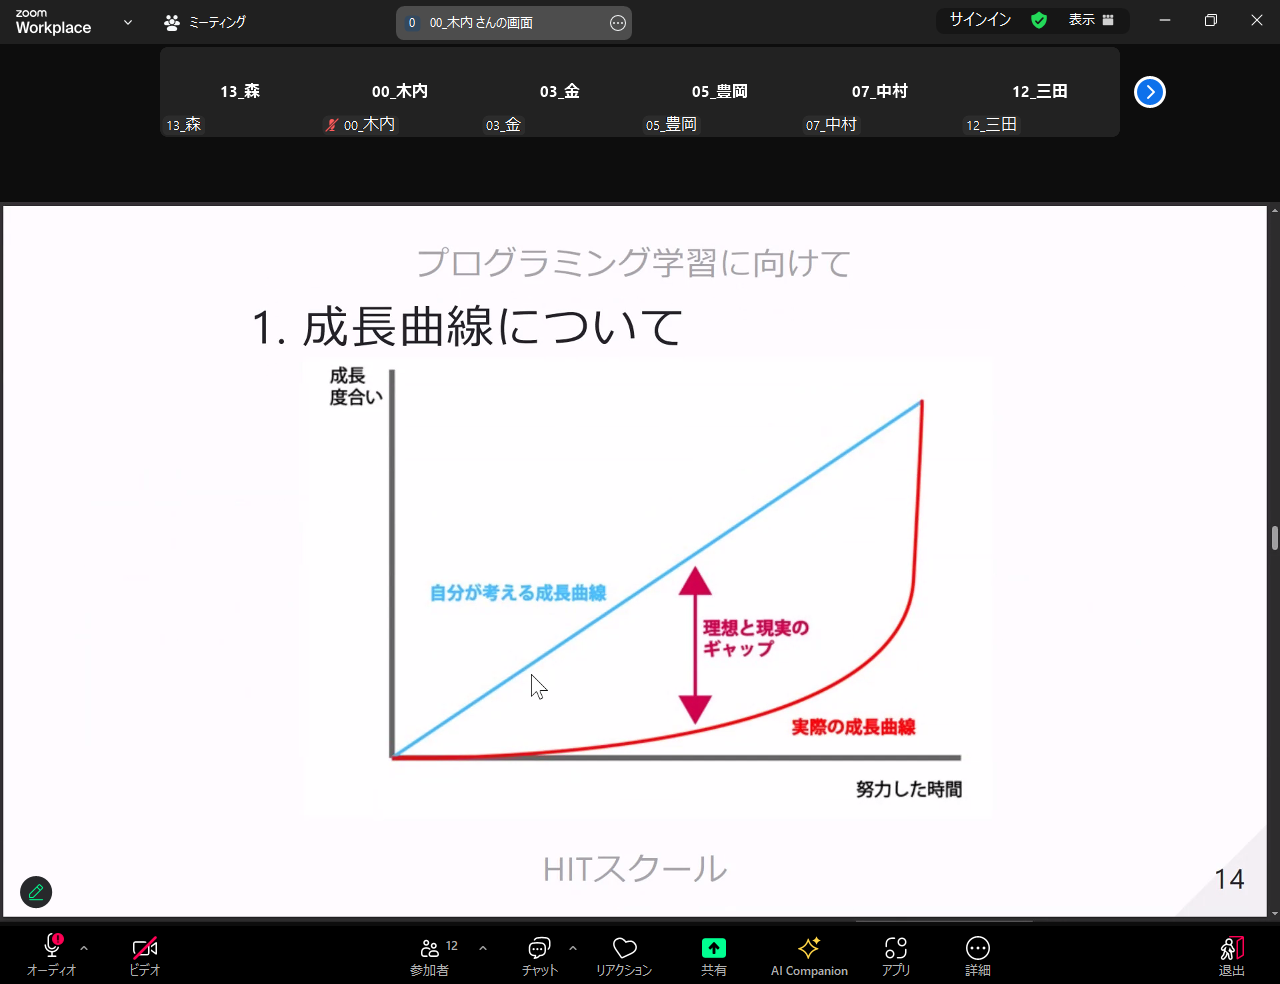 zoom
Workplace
ミーティング
0 00_木内 さんの画面
サインイン
表示
13_森
00_木内
03_金
05_豊岡
07_中村
12_三田
13_森
00_木内
03_金
05_豊岡
07_中村
12_三田
プログラミング学習に向けて
1. 成長曲線について
成長
度合い
自分が考える成長曲線
理想と現実の
ギャップ
実際の成長曲線
努力した時間
HITスクール
14
オーディオ
ビデオ
12
参加者
チャット
リアクション
共有
AI Companion
アプリ
詳細
退出